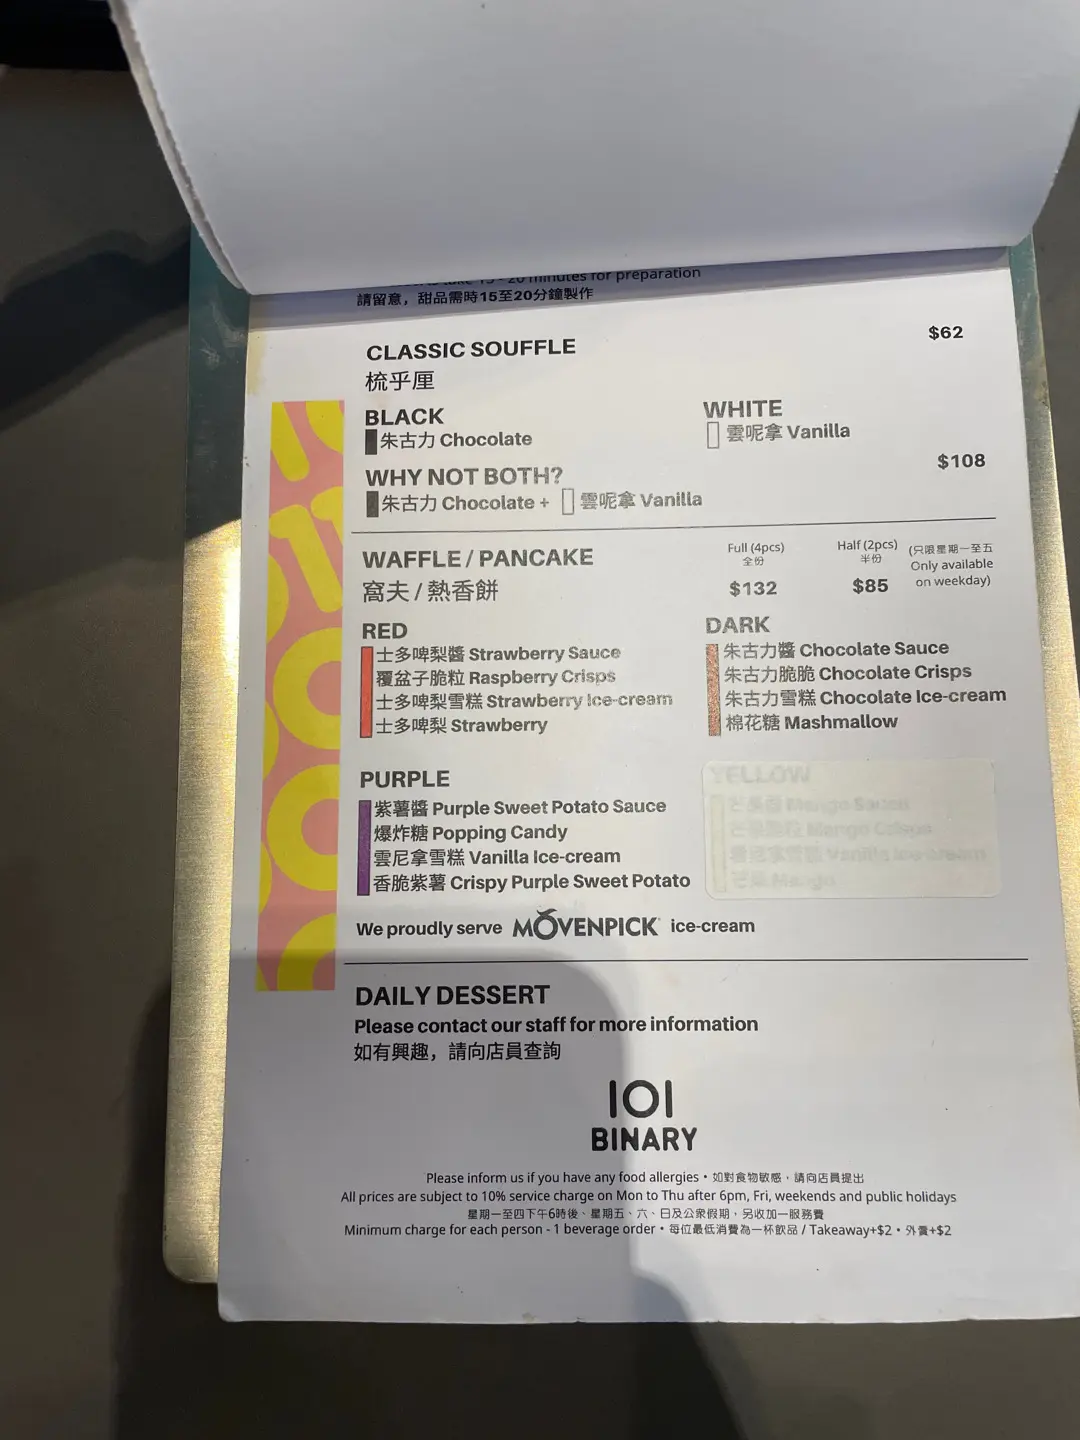 20 minutes for preparation
請留意，甜品需時15至20分鐘製作
CLASSIC SOUFFLE $62
梳乎厘
BLACK
朱古力 Chocolate
WHITE
雲呢拿 Vanilla
WHY NOT BOTH? $108
朱古力 Chocolate + 雲呢拿 Vanilla
WAFFLE / PANCAKE
窩夫 / 熱香餅
Full (4pcs)
全份
$132
Half (2pcs)
半份
$85
(只限星期一至五
Only available
on weekday)
RED
士多啤梨醬 Strawberry Sauce
覆盆子脆粒 Raspberry Crisps
士多啤梨雪糕 Strawberry Ice-cream
士多啤梨 Strawberry
DARK
朱古力醬 Chocolate Sauce
朱古力脆脆 Chocolate Crisps
朱古力雪糕 Chocolate Ice-cream
棉花糖 Mashmallow
PURPLE
紫薯醬 Purple Sweet Potato Sauce
爆炸糖 Popping Candy
雲尼拿雪糕 Vanilla Ice-cream
香脆紫薯 Crispy Purple Sweet Potato
YELLOW
Mango Sauce
Mango Crisps
Vanilla Ice-cream
芒果 Mango
We proudly serve MÖVENPICK ice-cream
DAILY DESSERT
Please contact our staff for more information
如有興趣，請向店員查詢
101
BINARY
Please inform us if you have any food allergies • 如對食物敏感，請向店員提出
All prices are subject to 10% service charge on Mon to Thu after 6pm, Fri, weekends and public holidays
星期一至四下午6時後、星期五、六、日及公眾假期，另收加一服務費
Minimum charge for each person - 1 beverage order • 每位最低消費為一杯飲品 / Takeaway+$2 • 外賣+$2